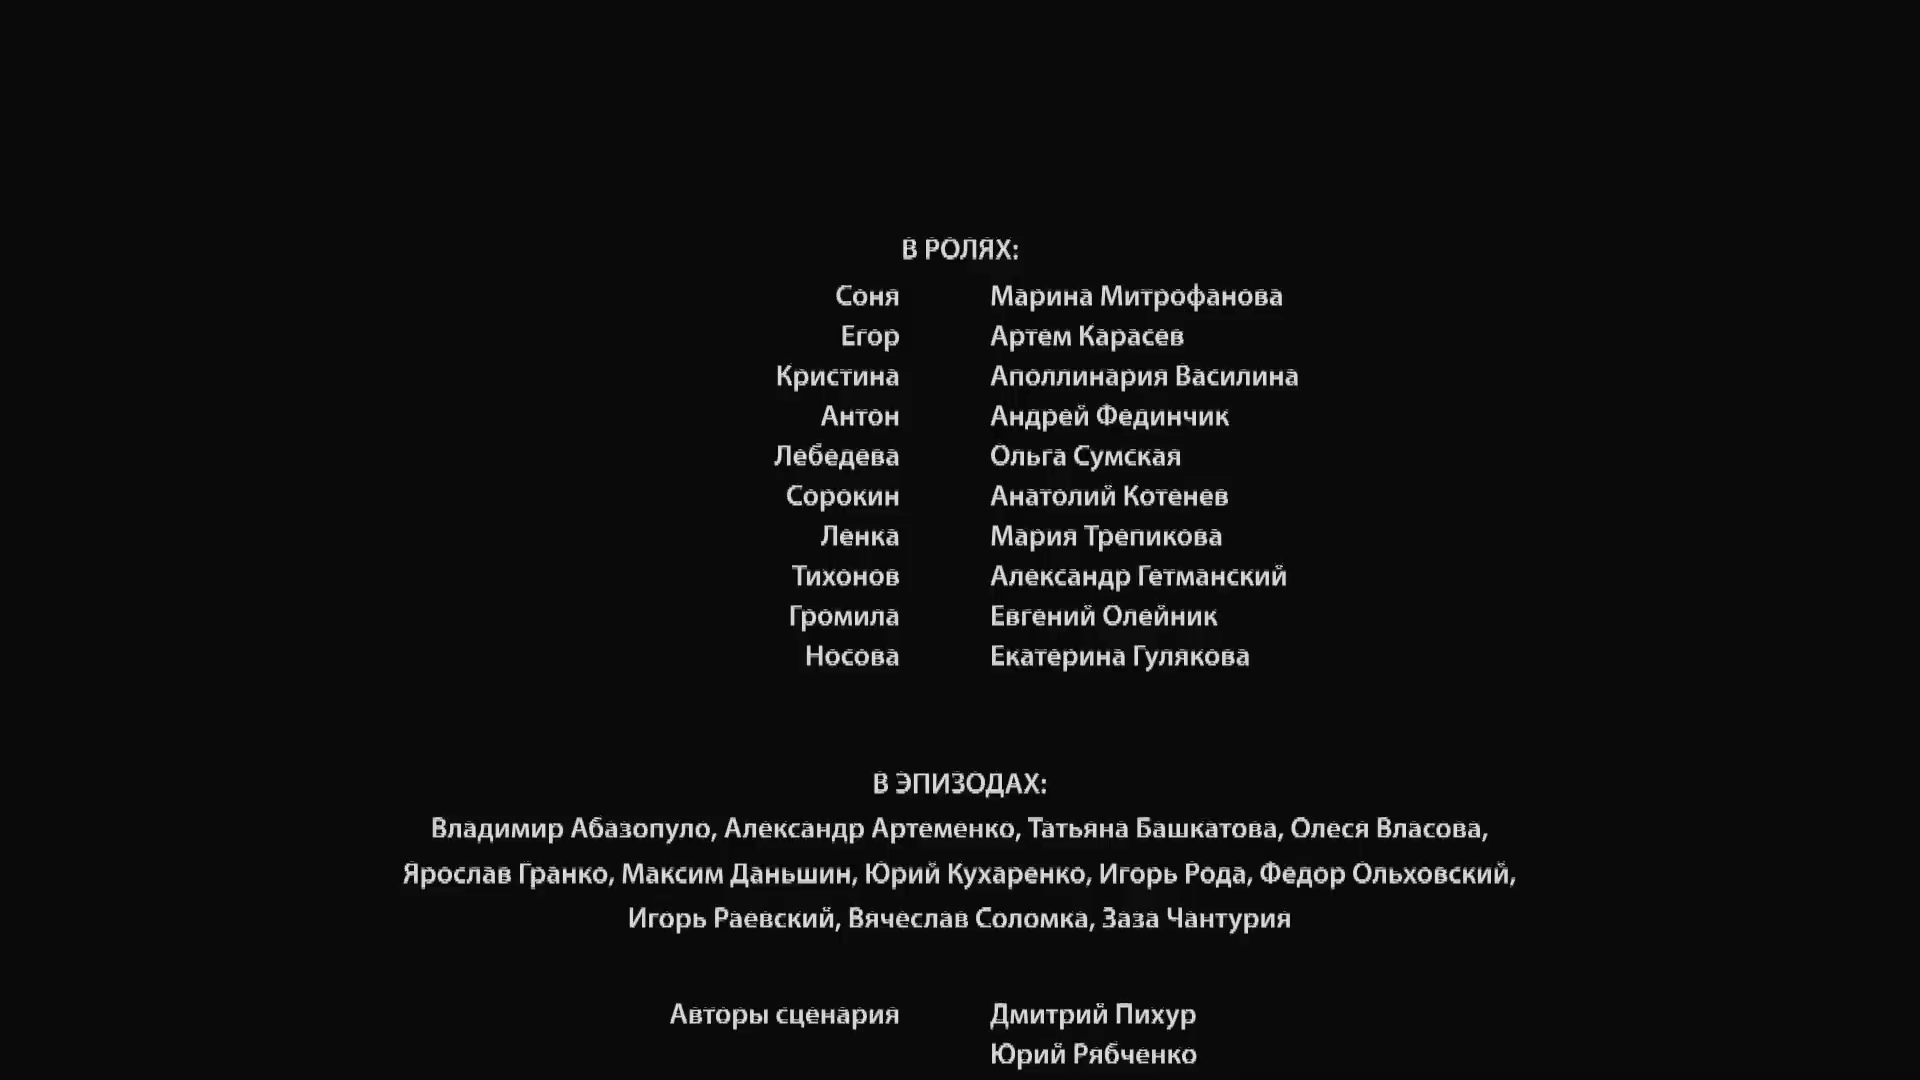 В РОЛЯХ:
Соня Марина Митрофанова
Егор Артем Карасев
Кристина Аполлинария Василина
Антон Андрей Фединчик
Лебедева Ольга Сумская
Сорокин Анатолий Котенев
Ленка Мария Трепикова
Тихонов Александр Гетманский
Громила Евгений Олейник
Носова Екатерина Гулякова
В ЭПИЗОДАХ:
Владимир Абазопуло, Александр Артеменко, Татьяна Башкатова, Олеся Власова,
Ярослав Гранко, Максим Даньшин, Юрий Кухаренко, Игорь Рода, Федор Ольховский,
Игорь Раевский, Вячеслав Соломка, Заза Чантурия
Авторы сценария Дмитрий Пихур
Юрий Рябченко